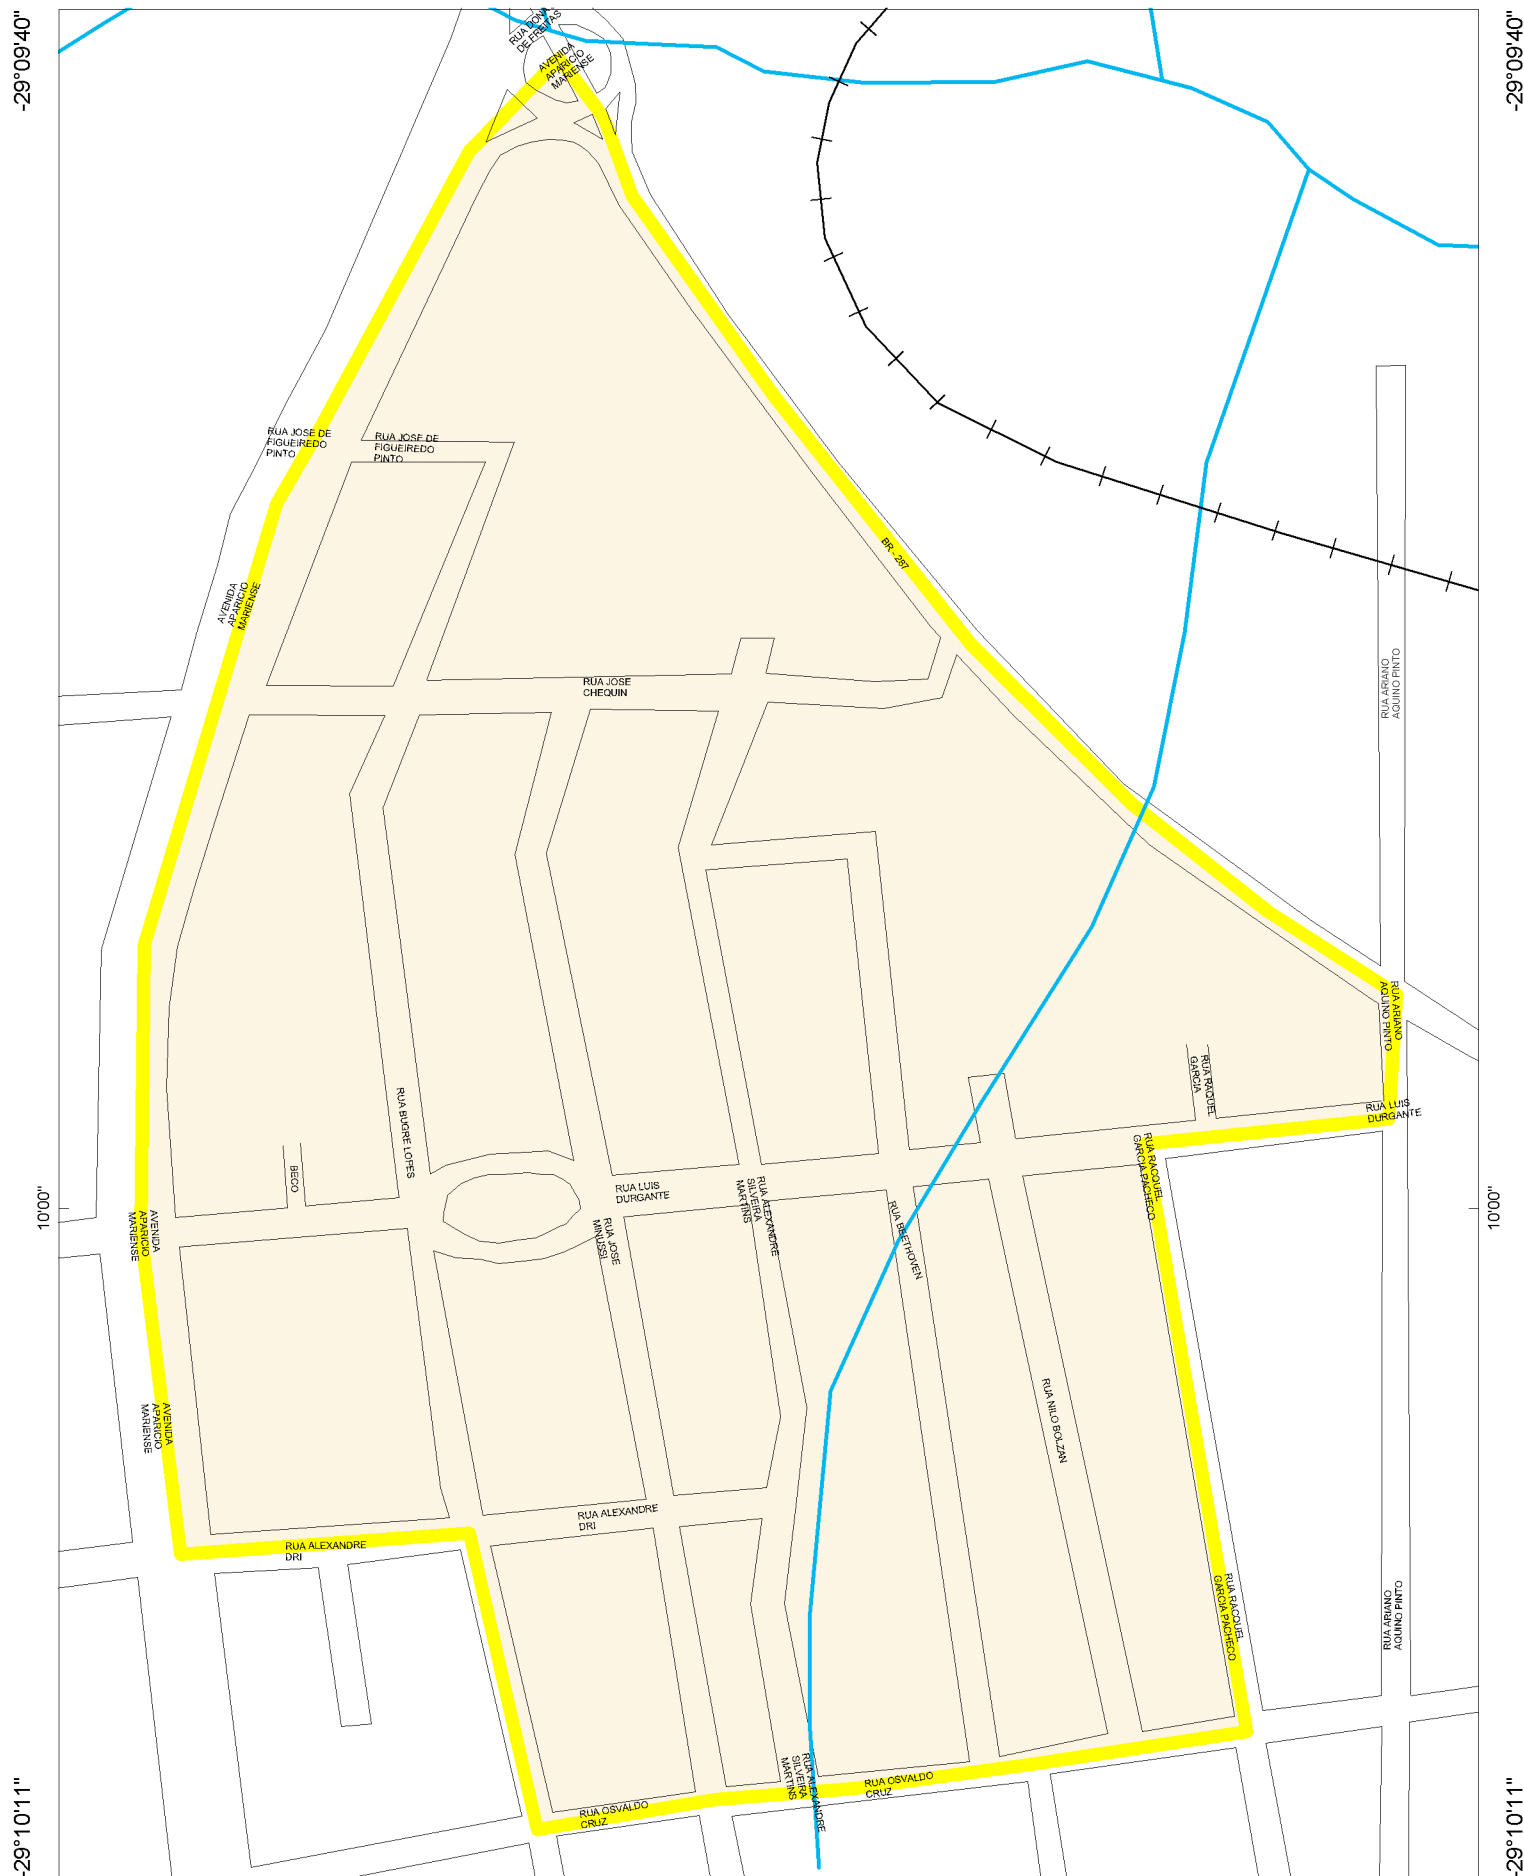 -29°09'40"
-29°09'40"
DE FREITAS
AVENIDA
APARICIO
MARIENSE
RUA JOSE DE
FIGUEIREDO
PINTO
RUA JOSE DE
FIGUEIREDO
PINTO
BR - 287
AVENIDA
APARICIO
MARIENSE
RUA JOSE
CHEQUIN
RUA ARIANO
AQUINO PINTO
RUA ARIANO
AQUINO PINTO
RUA RAQUEL
GARCIA
RUA LUIS
DURGANTE
RUA BUGRE LOPES
BECO
RUA LUIS
DURGANTE
RUA RACQUEL
GARCIA PACHECO
10'00"
10'00"
AVENIDA
APARICIO
MARIENSE
RUA JOSE
MINUSSI
RUA ALEXANDRE
SILVEIRA
MARTINS
RUA BEETHOVEN
AVENIDA
APARICIO
MARIENSE
RUA NILO BOLZAN
RUA ALEXANDRE
DRI
RUA ALEXANDRE
DRI
RUA RACQUEL
GARCIA PACHECO
RUA ARIANO
AQUINO PINTO
RUA ALEXANDRE
SILVEIRA
MARTINS
RUA OSVALDO
CRUZ
RUA OSVALDO
CRUZ
-29°10'11"
-29°10'11"